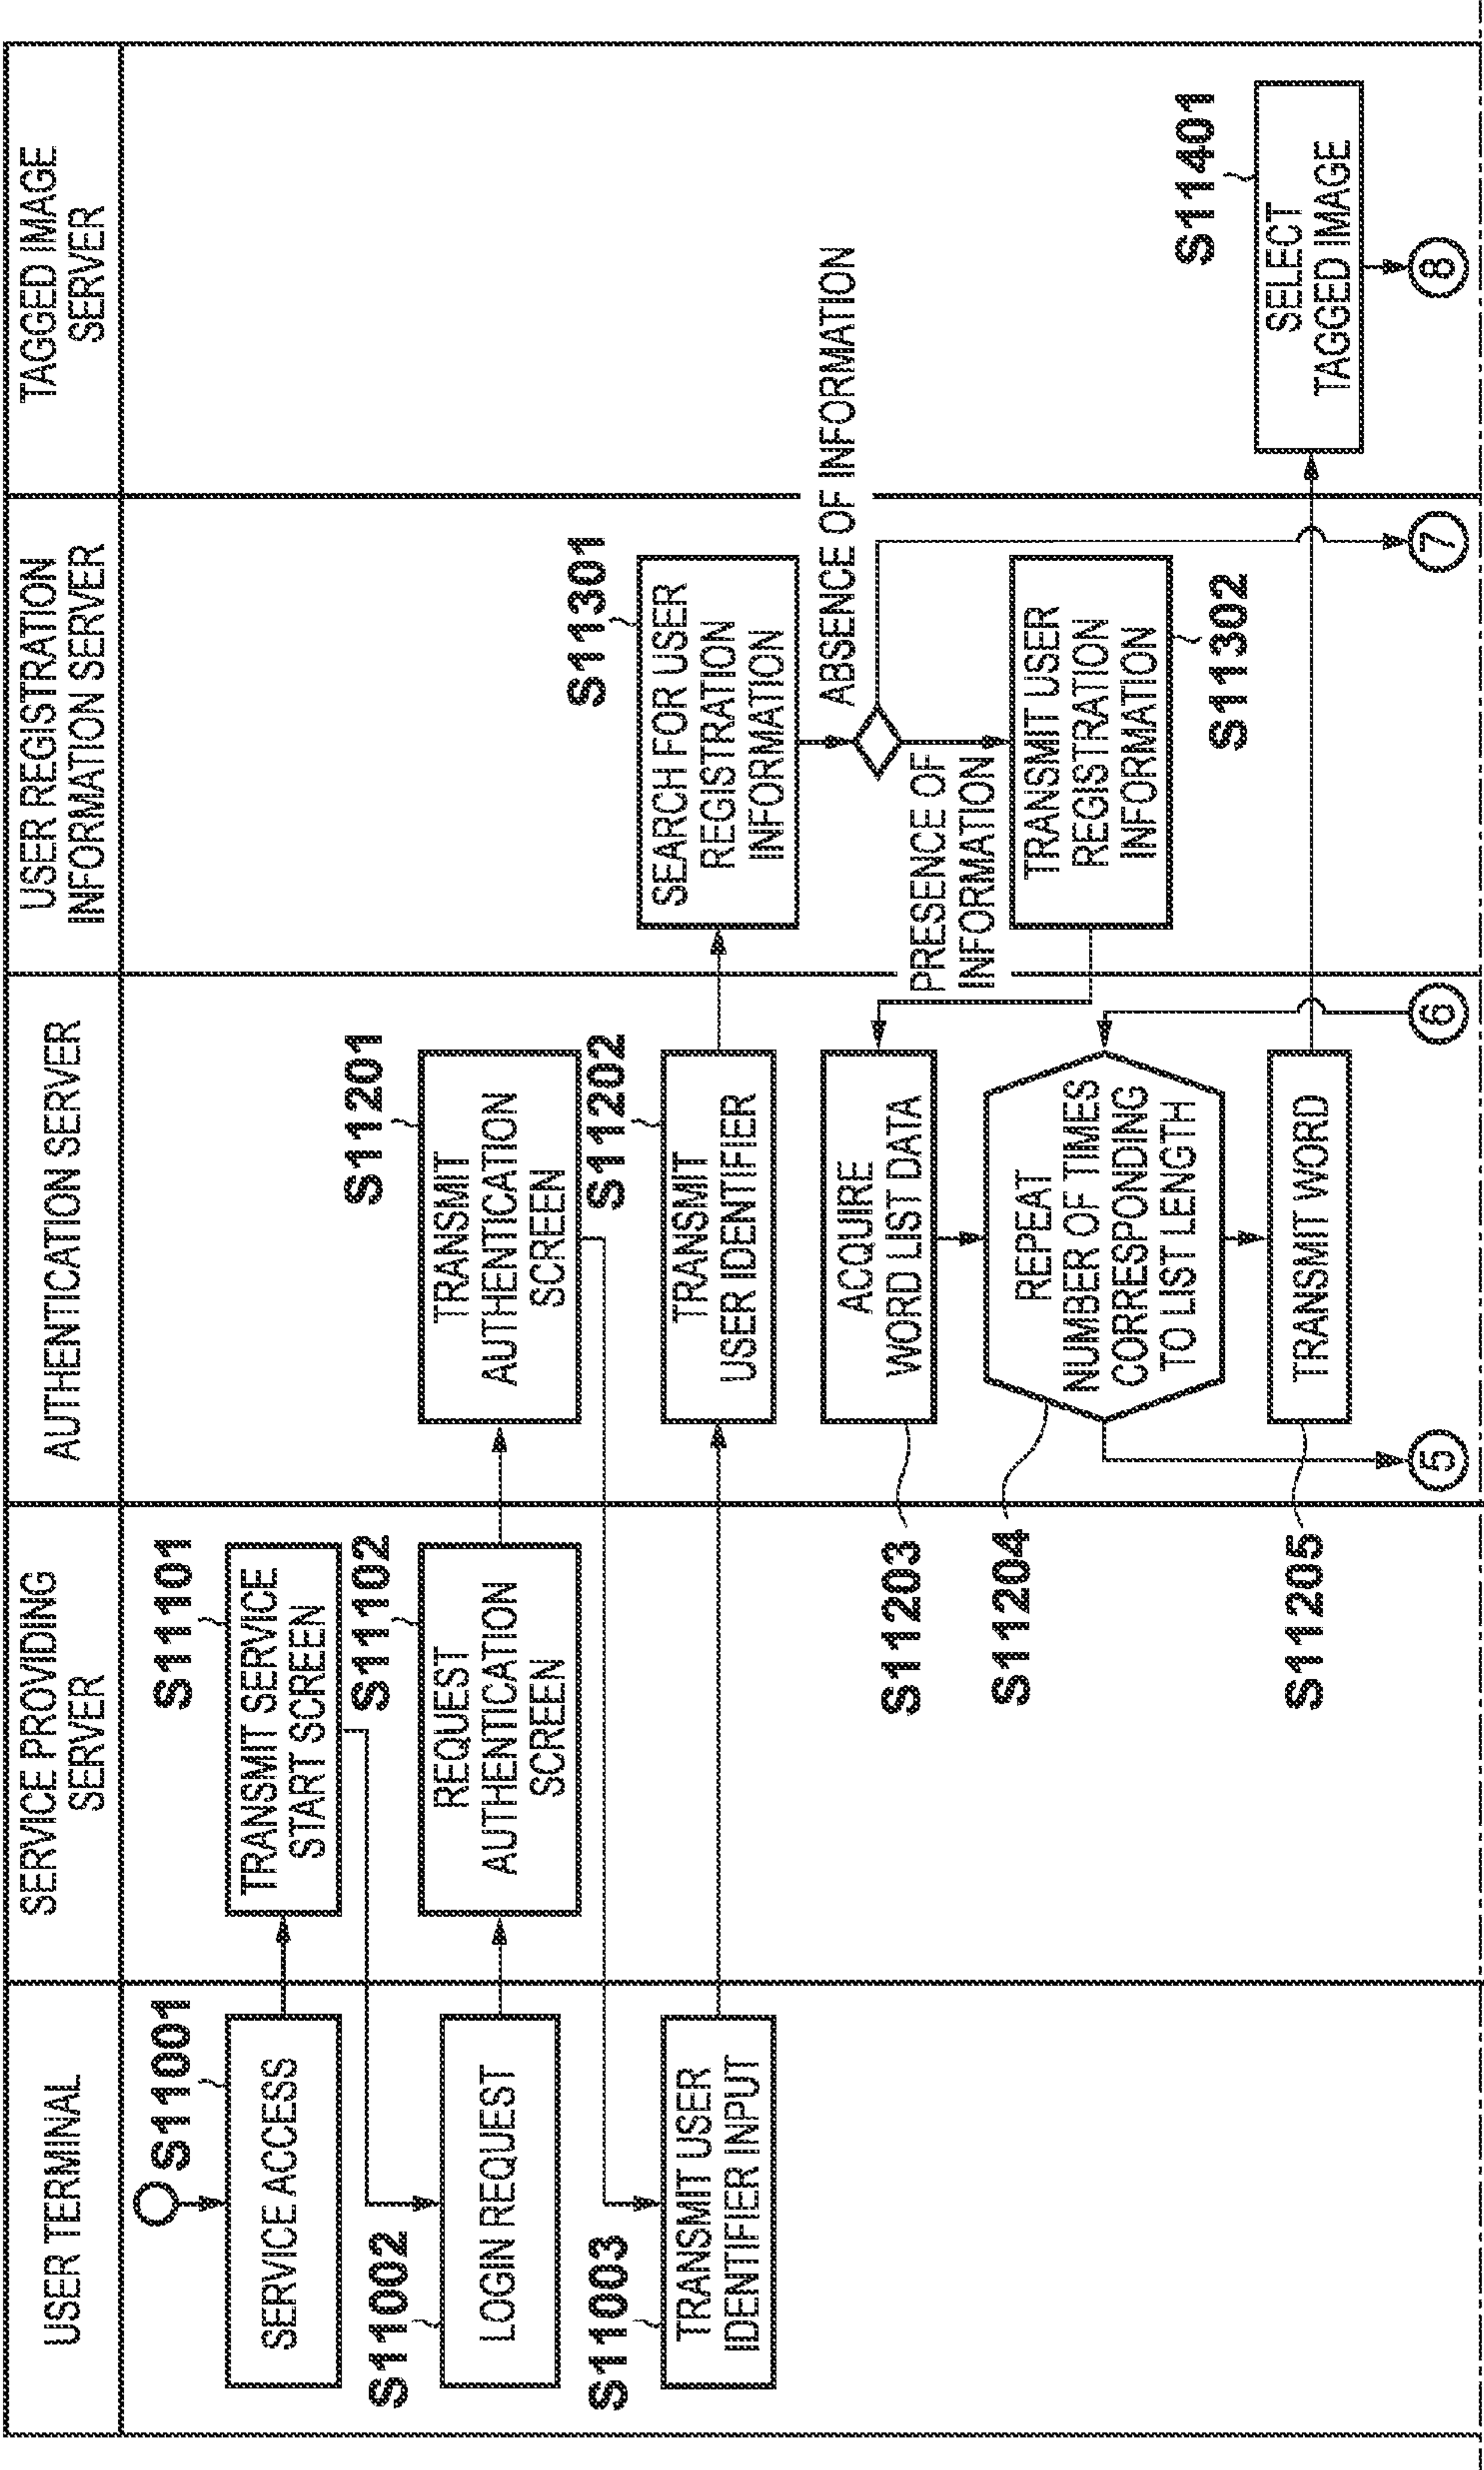 USER TERMINAL
SERVICE PROVIDING
SERVER
AUTHENTICATION SERVER
USER REGISTRATION
INFORMATION SERVER
TAGGED IMAGE
SERVER
S11001
SERVICE ACCESS
S11101
TRANSMIT SERVICE
START SCREEN
S11002
LOGIN REQUEST
S11102
REQUEST
AUTHENTICATION
SCREEN
S11201
TRANSMIT
AUTHENTICATION
SCREEN
S11003
TRANSMIT USER
IDENTIFIER INPUT
S11202
TRANSMIT
USER IDENTIFIER
S11301
SEARCH FOR USER
REGISTRATION
INFORMATION
ABSENCE OF INFORMATION
PRESENCE OF
INFORMATION
TRANSMIT USER
REGISTRATION
INFORMATION
S11302
S11203
ACQUIRE
WORD LIST DATA
S11204
REPEAT
NUMBER OF TIMES
CORRESPONDING
TO LIST LENGTH
S11205
TRANSMIT WORD
S11401
SELECT
TAGGED IMAGE
5
6
7
8